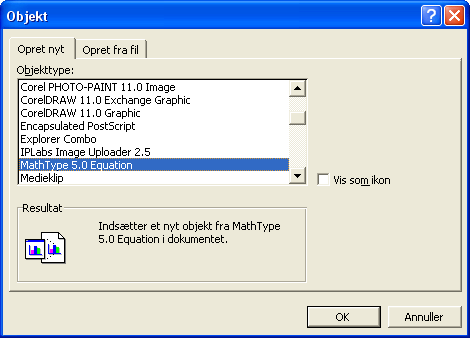 Objekt
Opret nyt
Opret fra fil
Objekttype:
Corel PHOTO-PAINT 11.0 Image
CorelDRAW 11.0 Exchange Graphic
CorelDRAW 11.0 Graphic
Encapsulated PostScript
Explorer Combo
IPLabs Image Uploader 2.5
MathType 5.0 Equation
Medieklip
Vis som ikon
Resultat
Indsætter et nyt objekt fra MathType
5.0 Equation i dokumentet.
OK
Annuller